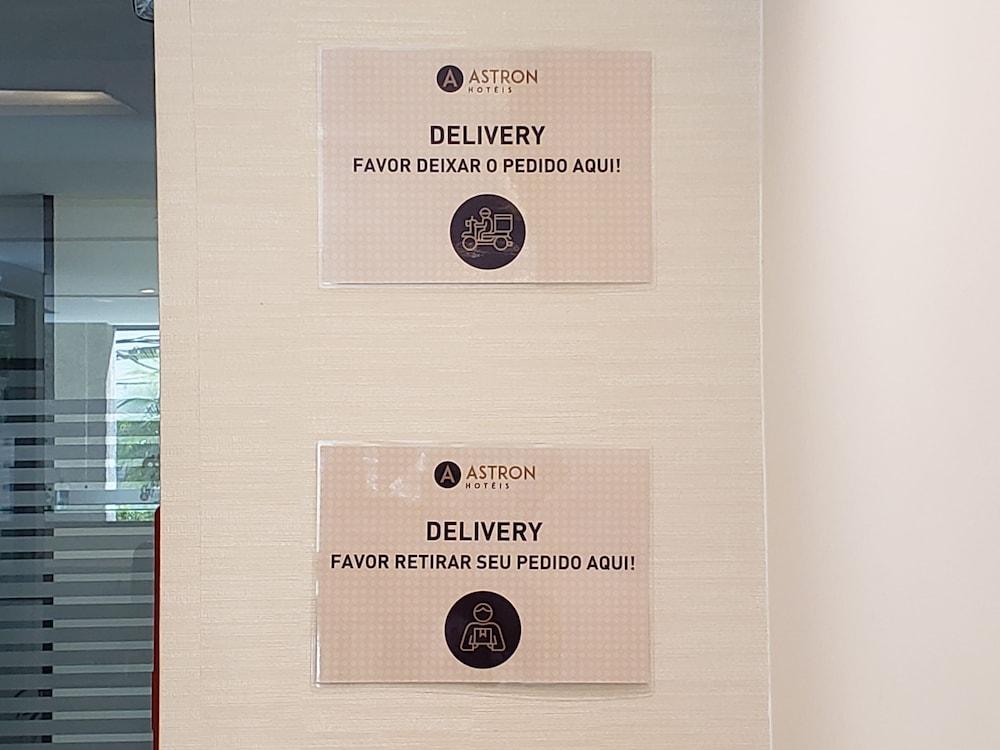 A ASTRON
HOTÉIS
DELIVERY
FAVOR DEIXAR O PEDIDO AQUI!
A ASTRON
HOTÉIS
DELIVERY
FAVOR RETIRAR SEU PEDIDO AQUI!